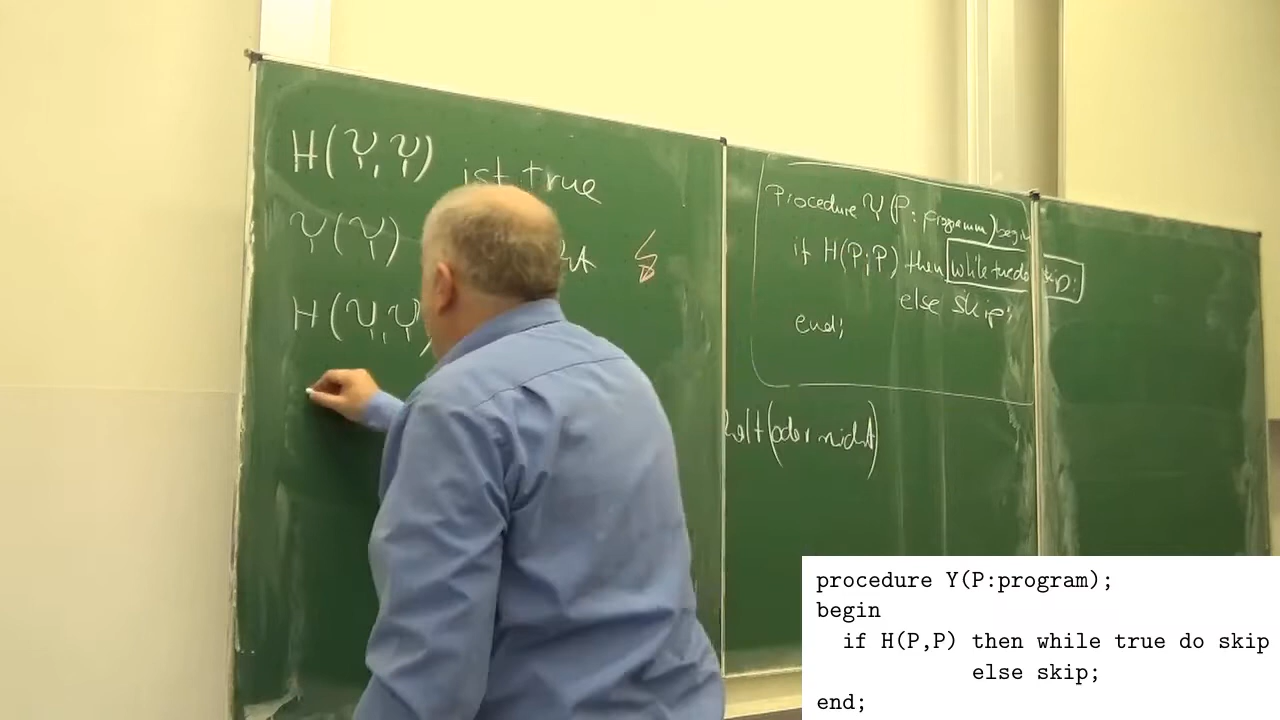 H(Y,Y) ist true
Y(Y)
H(Y,Y)
Procedure Y(P: programm) begin
if H(P,P) then while true do skip;
else skip;
end;
halt (oder nicht)
procedure Y(P:program);
begin
if H(P,P) then while true do skip
else skip;
end;